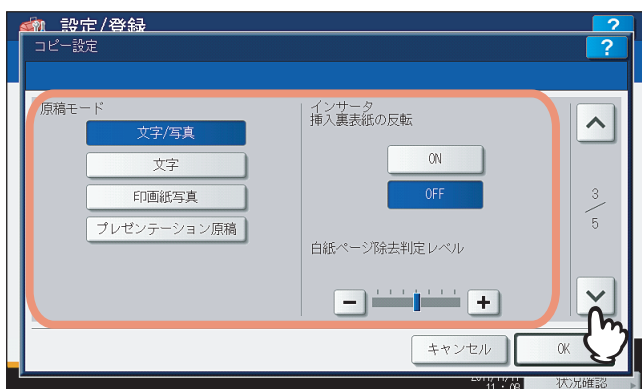 設定/登録
?
コピー設定
?
原稿モード
文字/写真
文字
印画紙写真
プレゼンテーション原稿
インサータ
挿入裏表紙の反転
ON
OFF
白紙ページ除去判定レベル
- +
3
/
5
キャンセル
OK
11:08
状況確認